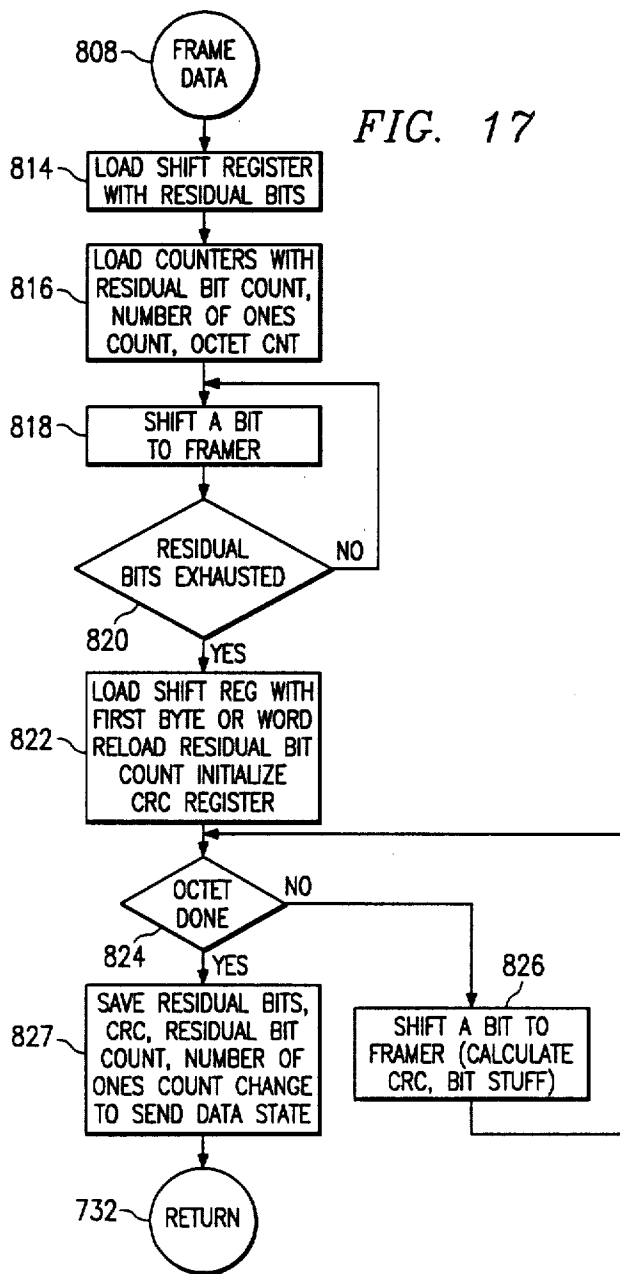 808
FRAME
DATA
FIG. 17
814
LOAD SHIFT REGISTER
WITH RESIDUAL BITS
816
LOAD COUNTERS WITH
RESIDUAL BIT COUNT,
NUMBER OF ONES
COUNT, OCTET CNT
818
SHIFT A BIT
TO FRAMER
RESIDUAL
BITS EXHAUSTED
NO
820
YES
822
LOAD SHIFT REG WITH
FIRST BYTE OR WORD
RELOAD RESIDUAL BIT
COUNT INITIALIZE
CRC REGISTER
OCTET
DONE
NO
824
YES
826
SHIFT A BIT TO
FRAMER (CALCULATE
CRC, BIT STUFF)
827
SAVE RESIDUAL BITS,
CRC, RESIDUAL BIT
COUNT, NUMBER OF
ONES COUNT CHANGE
TO SEND DATA STATE
732
RETURN